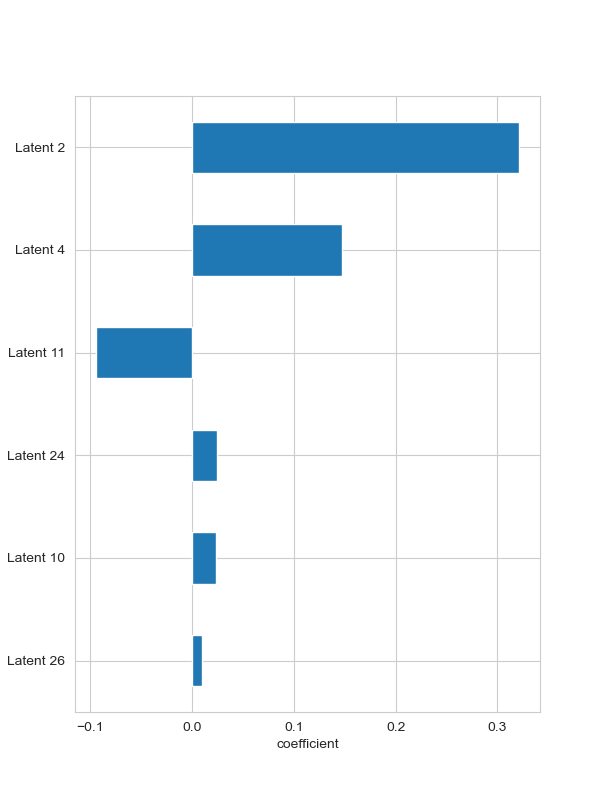 Latent 2
Latent 4
Latent 11
Latent 24
Latent 10
Latent 26
−0.1 0.0 0.1 0.2 0.3
coefficient